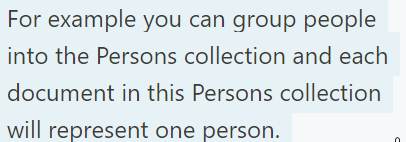 For example you can group people
into the Persons collection and each
document in this Persons collection
will represent one person.